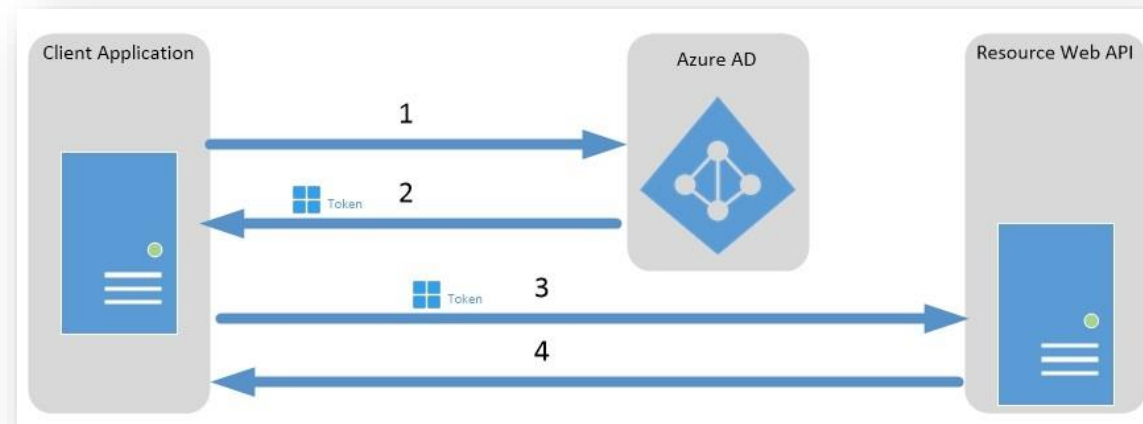 Client Application
Azure AD
Resource Web API
1
2
Token
3
Token
4